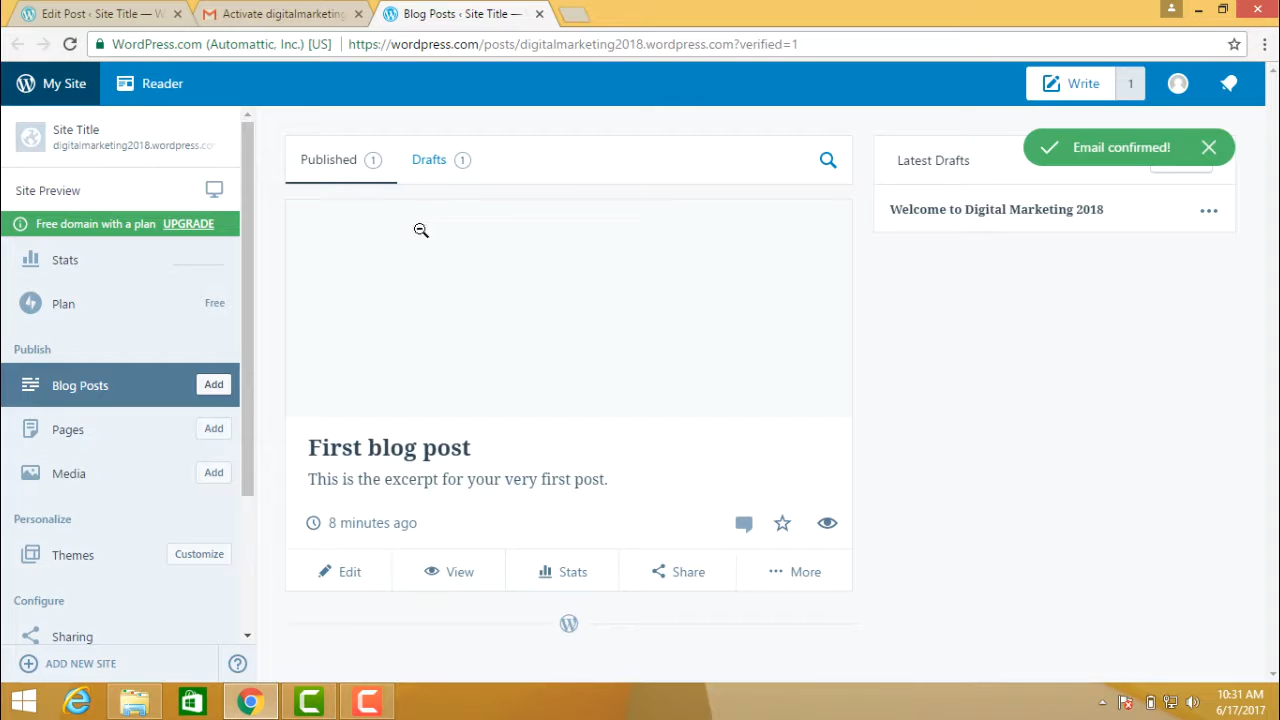 Edit Post ‹ Site Title — W
Activate digitalmarketing
Blog Posts ‹ Site Title —
WordPress.com (Automattic, Inc.) [US]
https://wordpress.com/posts/digitalmarketing2018.wordpress.com?verified=1
My Site
Reader
Write
1
Site Title
digitalmarketing2018.wordpress.co
Site Preview
Free domain with a plan UPGRADE
Stats
Plan
Free
Publish
Blog Posts
Add
Pages
Add
Media
Add
Personalize
Themes
Customize
Configure
Sharing
ADD NEW SITE
Published 1
Drafts 1
First blog post
This is the excerpt for your very first post.
8 minutes ago
Edit
View
Stats
Share
More
Latest Drafts
Email confirmed!
Welcome to Digital Marketing 2018
10:31 AM
6/17/2017